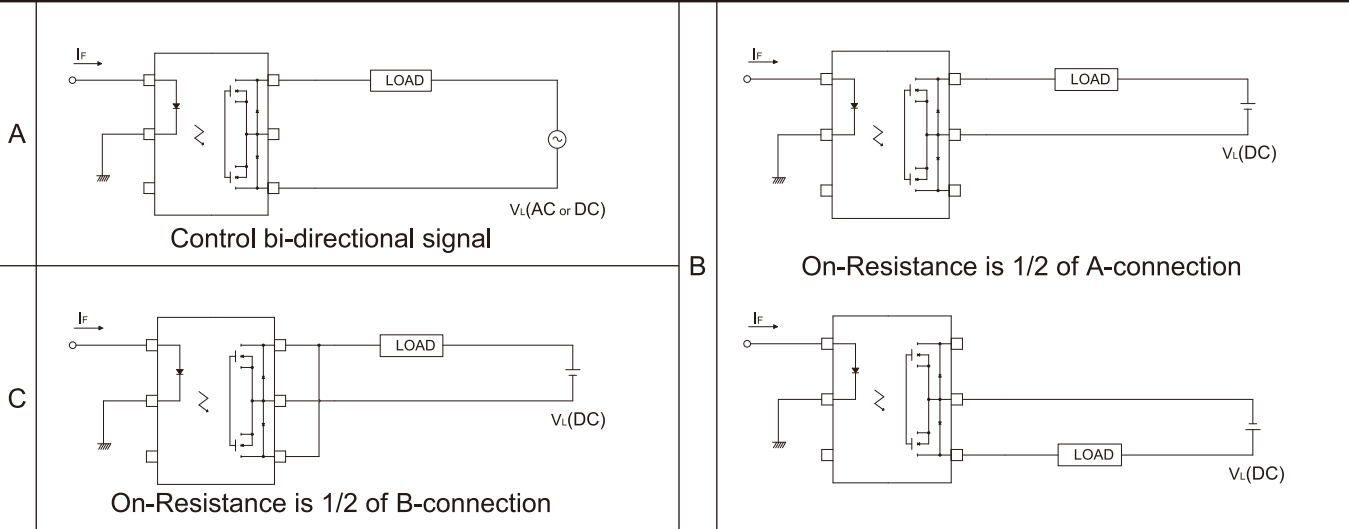 A
IF
LOAD
VL(AC or DC)
Control bi-directional signal
C
IF
LOAD
VL(DC)
On-Resistance is 1/2 of B-connection
B
IF
LOAD
VL(DC)
On-Resistance is 1/2 of A-connection
IF
LOAD
VL(DC)